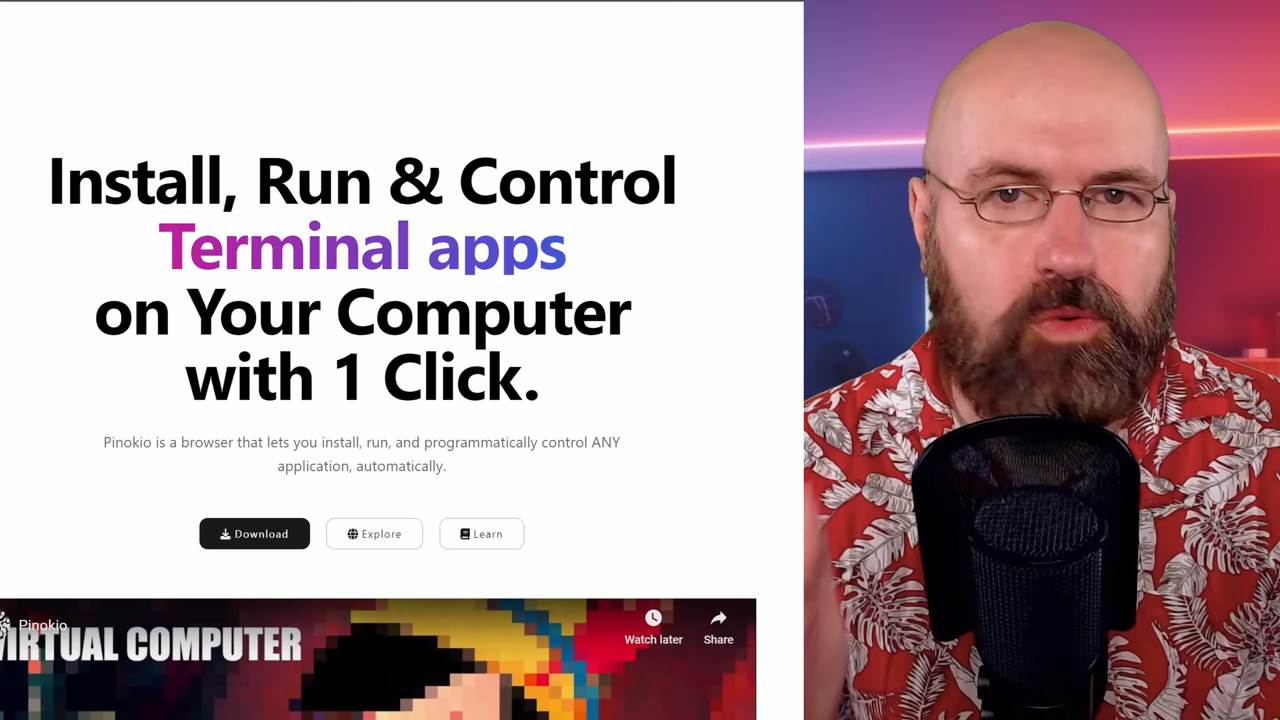 Install, Run & Control
Terminal apps
on Your Computer
with 1 Click.
Pinokio is a browser that lets you install, run, and programmatically control ANY
application, automatically.
Download
Explore
Learn
Pinokio
VIRTUAL COMPUTER
Watch later
Share